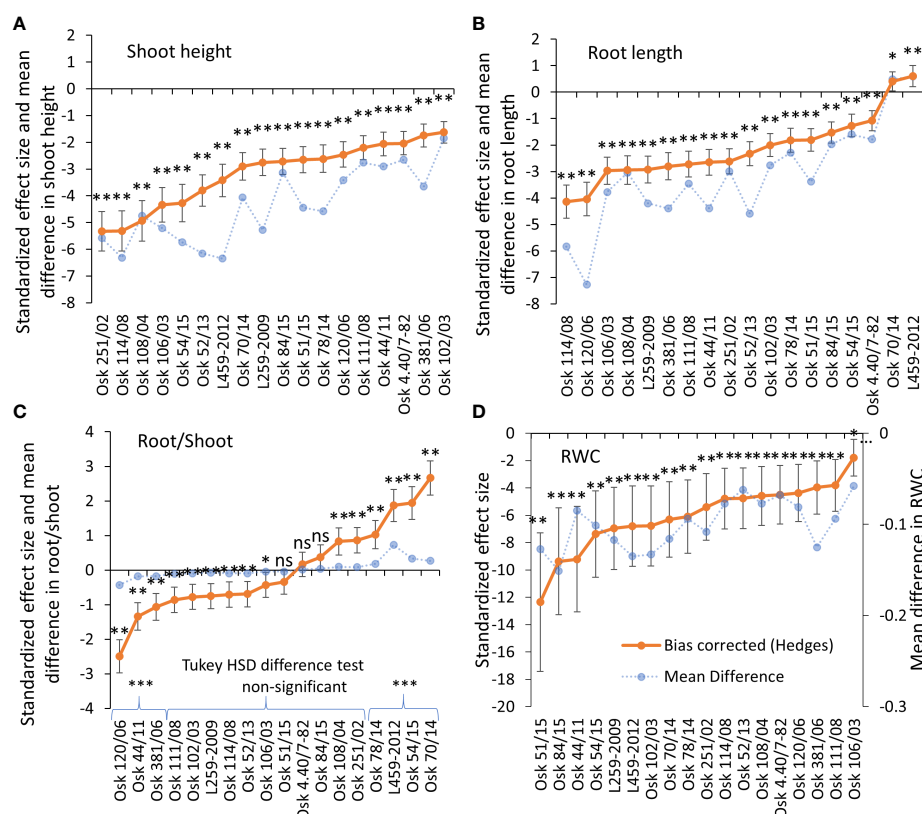 A
Shoot height
Standardized effect size and mean
difference in shoot height
2
1
0
-1
-2
-3
-4
-5
-6
-7
-8
** ** ** ** ** ** ** ** ** ** ** ** ** ** ** ** ** **
Osk 251/02
Osk 114/08
Osk 108/04
Osk 106/03
Osk 54/15
Osk 52/13
L459-2012
Osk 70/14
L259-2009
Osk 84/15
Osk 51/15
Osk 78/14
Osk 120/06
Osk 111/08
Osk 44/11
Osk 4.40/7-82
Osk 381/06
Osk 102/03
B
Root length
Standardized effect size and mean
difference in root length
2
1
0
-1
-2
-3
-4
-5
-6
-7
-8
** ** ** ** ** ** ** ** ** ** ** ** ** ** ** ** * **
Osk 114/08
Osk 120/06
Osk 106/03
Osk 108/04
L259-2009
Osk 381/06
Osk 111/08
Osk 44/11
Osk 251/02
Osk 52/13
Osk 102/03
Osk 78/14
Osk 51/15
Osk 84/15
Osk 54/15
Osk 4.40/7-82
Osk 70/14
L459-2012
C
Root/Shoot
Standardized effect size and mean
difference in root/shoot
4
3
2
1
0
-1
-2
-3
-4
** ** ** ** ** ** ** ** * ns ns ns ** ** ** ** ** **
Tukey HSD difference test
non-significant
***
***
Osk 120/06
Osk 44/11
Osk 381/06
Osk 111/08
Osk 102/03
L259-2009
Osk 114/08
Osk 52/13
Osk 106/03
Osk 51/15
Osk 4.40/7-82
Osk 84/15
Osk 108/04
Osk 251/02
Osk 78/14
L459-2012
Osk 54/15
Osk 70/14
D
RWC
Standardized effect size
0
-2
-4
-6
-8
-10
-12
-14
-16
-18
-20
** ** ** ** ** ** ** ** ** ** ** ** ** ** ** ** ** *
...
Bias corrected (Hedges)
Mean Difference
0
-0.1
-0.2
-0.3
Mean difference in RWC
Osk 51/15
Osk 84/15
Osk 44/11
Osk 54/15
L259-2009
L459-2012
Osk 102/03
Osk 70/14
Osk 78/14
Osk 251/02
Osk 114/08
Osk 52/13
Osk 108/04
Osk 4.40/7-82
Osk 120/06
Osk 381/06
Osk 111/08
Osk 106/03